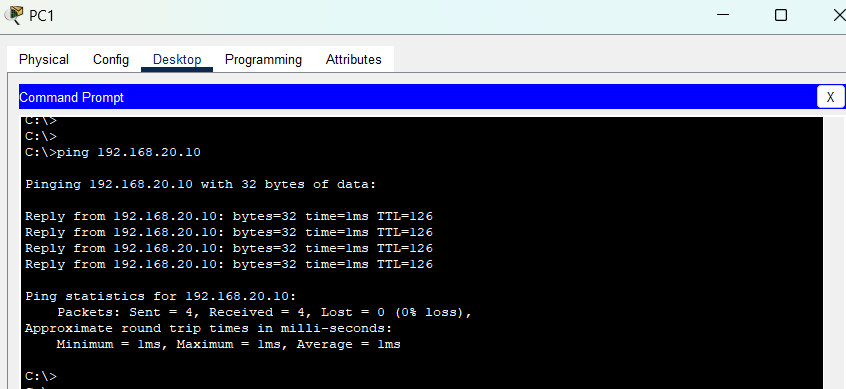 PC1
Physical Config Desktop Programming Attributes
Command Prompt X
C:\>
C:\>
C:\>ping 192.168.20.10
Pinging 192.168.20.10 with 32 bytes of data:
Reply from 192.168.20.10: bytes=32 time=1ms TTL=126
Reply from 192.168.20.10: bytes=32 time=1ms TTL=126
Reply from 192.168.20.10: bytes=32 time=1ms TTL=126
Reply from 192.168.20.10: bytes=32 time=1ms TTL=126
Ping statistics for 192.168.20.10:
Packets: Sent = 4, Received = 4, Lost = 0 (0% loss),
Approximate round trip times in milli-seconds:
Minimum = 1ms, Maximum = 1ms, Average = 1ms
C:\>